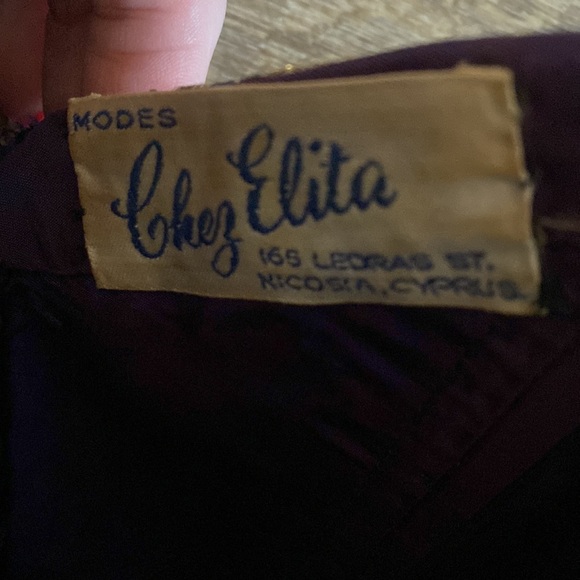 MODES
Chez Elita
165 LEDRAS ST.
NICOSIA, CYPRUS